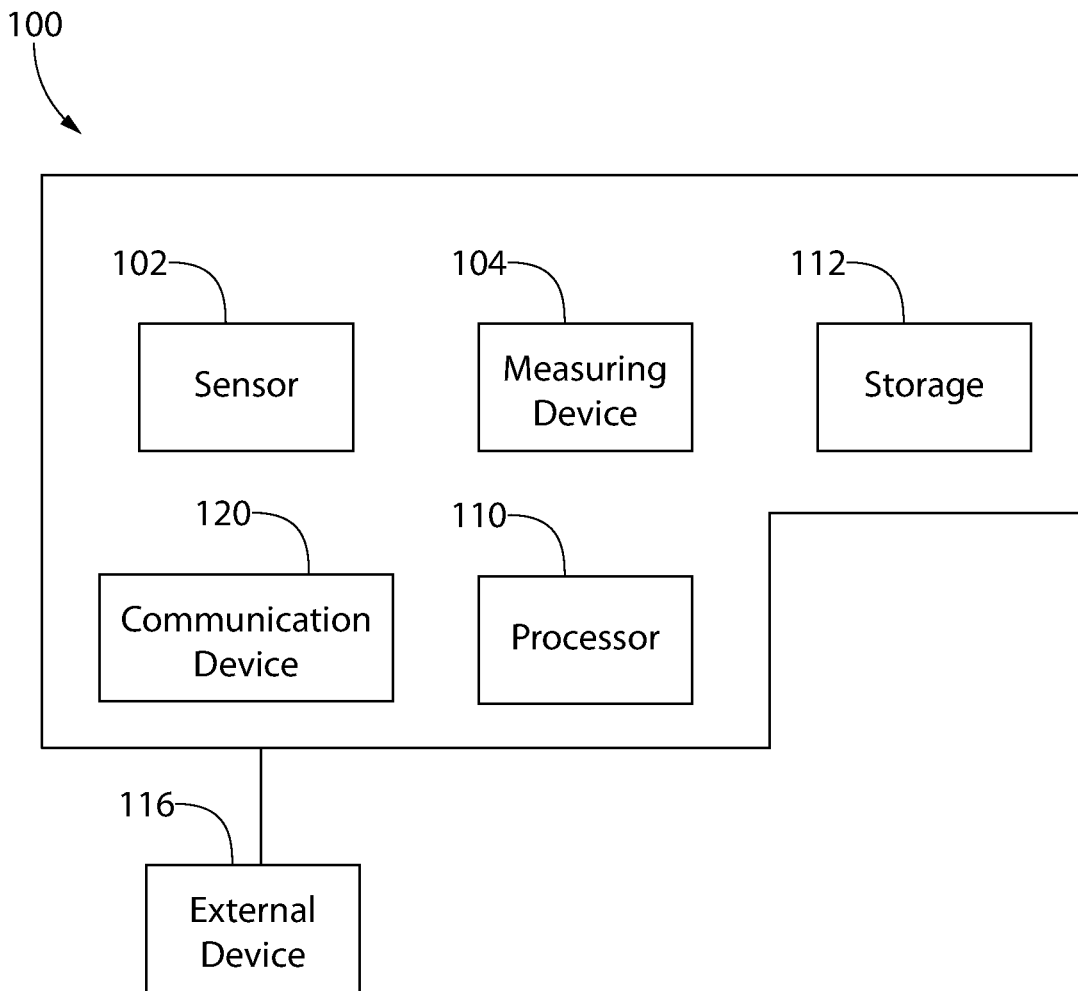 100
102
104
112
Sensor
Measuring
Device
Storage
120
110
Communication
Device
Processor
116
External
Device